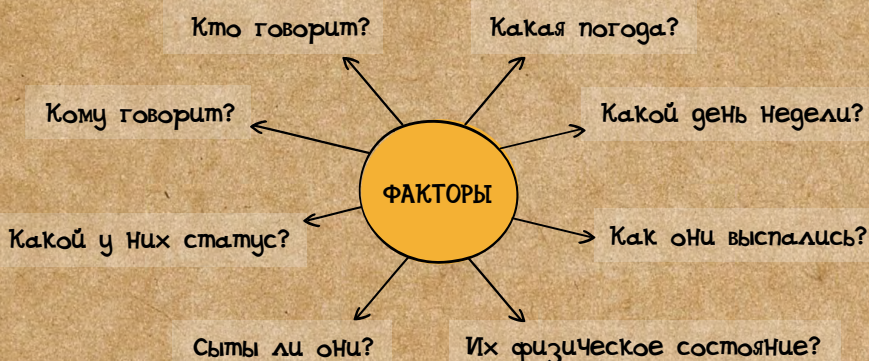 Кто говорит?
Какая погода?
Кому говорит?
Какой день недели?
ФАКТОРЫ
Какой у них статус?
Как они выспались?
Сыты ли они?
Их физическое состояние?